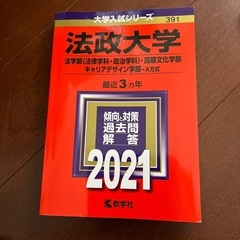 大学入試シリーズ
391
法政大学
法学部〈法律学科・政治学科〉・国際文化学部
キャリアデザイン学部-A方式
最近3カ年
傾向と対策
過去問
解答
2021
教学社